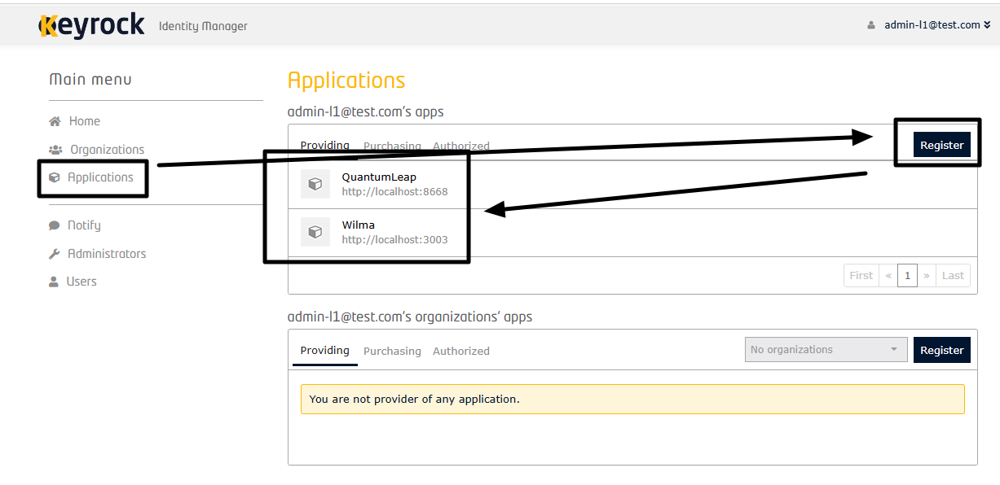 Keyrock Identity Manager
admin-l1@test.com
Main menu
Home
Organizations
Applications
Notify
Administrators
Users
Applications
admin-l1@test.com's apps
Providing Purchasing Authorized
Register
QuantumLeap
http://localhost:8668
Wilma
http://localhost:3003
First « 1 » Last
admin-l1@test.com's organizations' apps
Providing Purchasing Authorized
No organizations
Register
You are not provider of any application.